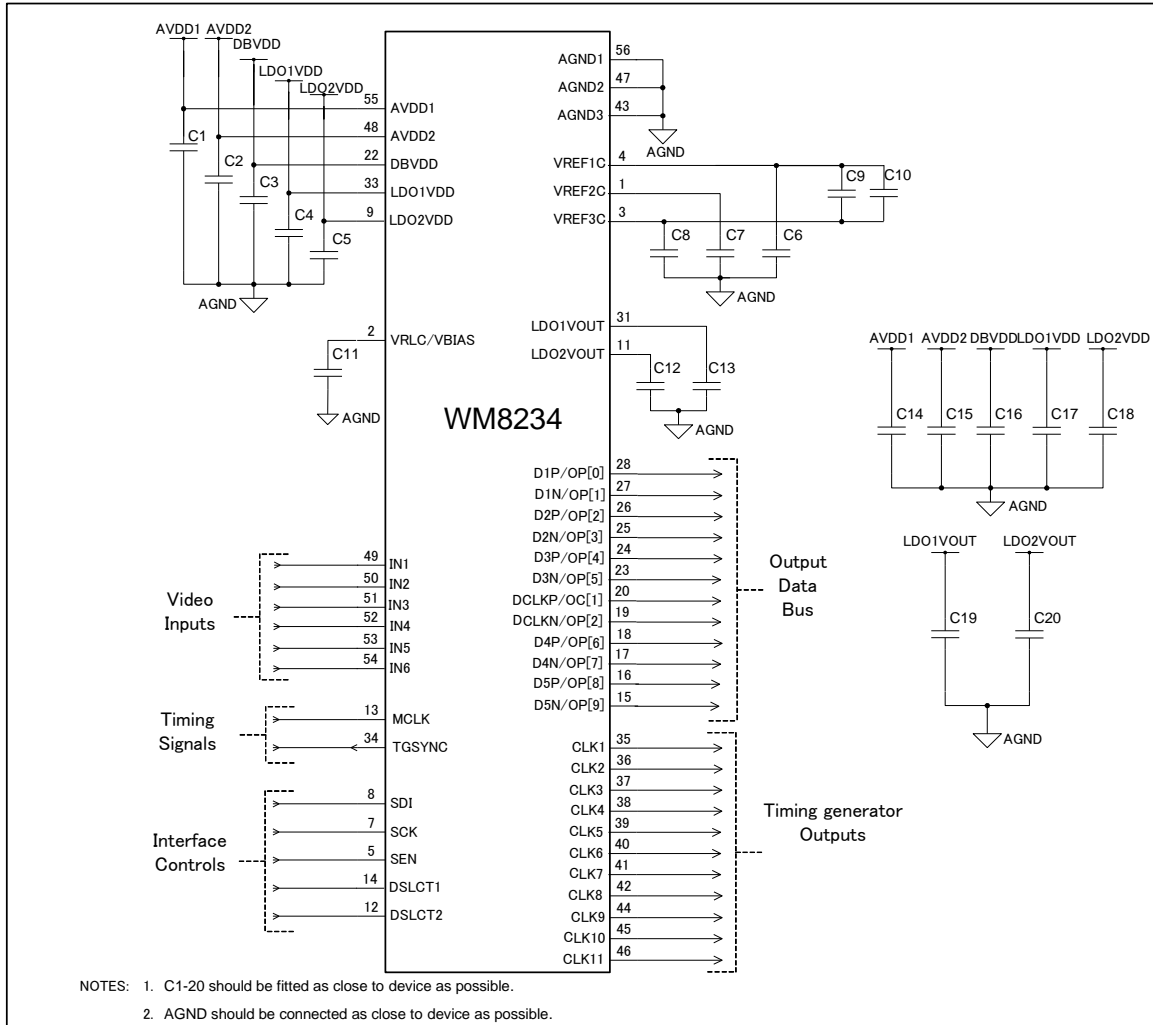 AVDD1
AVDD2
DBVDD
LDO1VDD
LDO2VDD
55
AVDD1
48
AVDD2
22
DBVDD
33
LDO1VDD
9
LDO2VDD
C1
C2
C3
C4
C5
AGND
2
VRLC/VBIAS
C11
AGND
56
AGND1
47
AGND2
43
AGND3
AGND
4
VREF1C
1
VREF2C
3
VREF3C
C9
C10
C8
C7
C6
AGND
31
LDO1VOUT
11
LDO2VOUT
C12
C13
AGND
WM8234
AVDD1 AVDD2 DBVDD LDO1VDD LDO2VDD
C14
C15
C16
C17
C18
AGND
LDO1VOUT
LDO2VOUT
C19
C20
AGND
Video
Inputs
49
IN1
50
IN2
51
IN3
52
IN4
53
IN5
54
IN6
Timing
Signals
13
MCLK
34
TGSYNC
Interface
Controls
8
SDI
7
SCK
5
SEN
14
DSLCT1
12
DSLCT2
D1P/OP[0]
28
D1N/OP[1]
27
D2P/OP[2]
26
D2N/OP[3]
25
D3P/OP[4]
24
D3N/OP[5]
23
DCLKP/OC[1]
20
DCLKN/OP[2]
19
D4P/OP[6]
18
D4N/OP[7]
17
D5P/OP[8]
16
D5N/OP[9]
15
Output
Data
Bus
CLK1
35
CLK2
36
CLK3
37
CLK4
38
CLK5
39
CLK6
40
CLK7
41
CLK8
42
CLK9
44
CLK10
45
CLK11
46
Timing generator
Outputs
NOTES: 1. C1-20 should be fitted as close to device as possible.
2. AGND should be connected as close to device as possible.